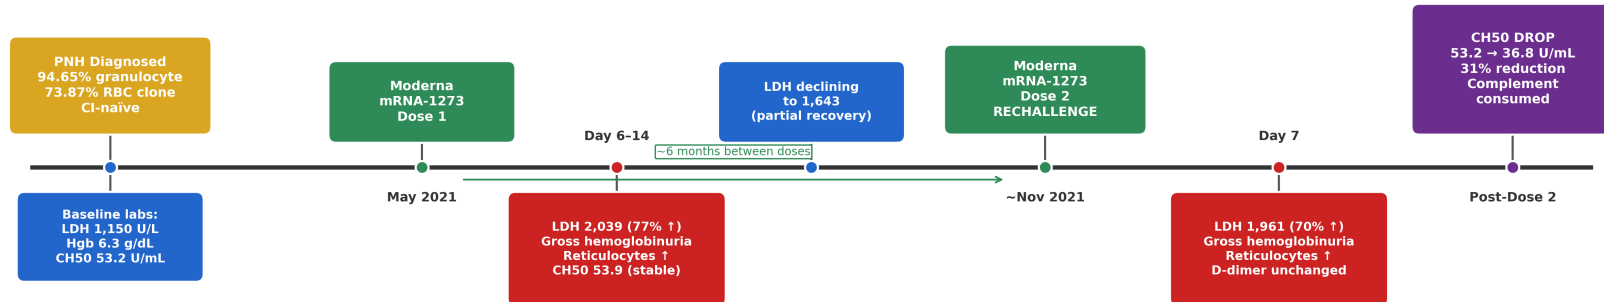 PNH Diagnosed
94.65% granulocyte
73.87% RBC clone
CI-naïve
Baseline labs:
LDH 1,150 U/L
Hgb 6.3 g/dL
CH50 53.2 U/mL
Moderna
mRNA-1273
Dose 1
May 2021
Day 6–14
LDH 2,039 (77% ↑)
Gross hemoglobinuria
Reticulocytes ↑
CH50 53.9 (stable)
~6 months between doses
LDH declining
to 1,643
(partial recovery)
Moderna
mRNA-1273
Dose 2
RECHALLENGE
~Nov 2021
Day 7
LDH 1,961 (70% ↑)
Gross hemoglobinuria
Reticulocytes ↑
D-dimer unchanged
CH50 DROP
53.2 → 36.8 U/mL
31% reduction
Complement
consumed
Post-Dose 2